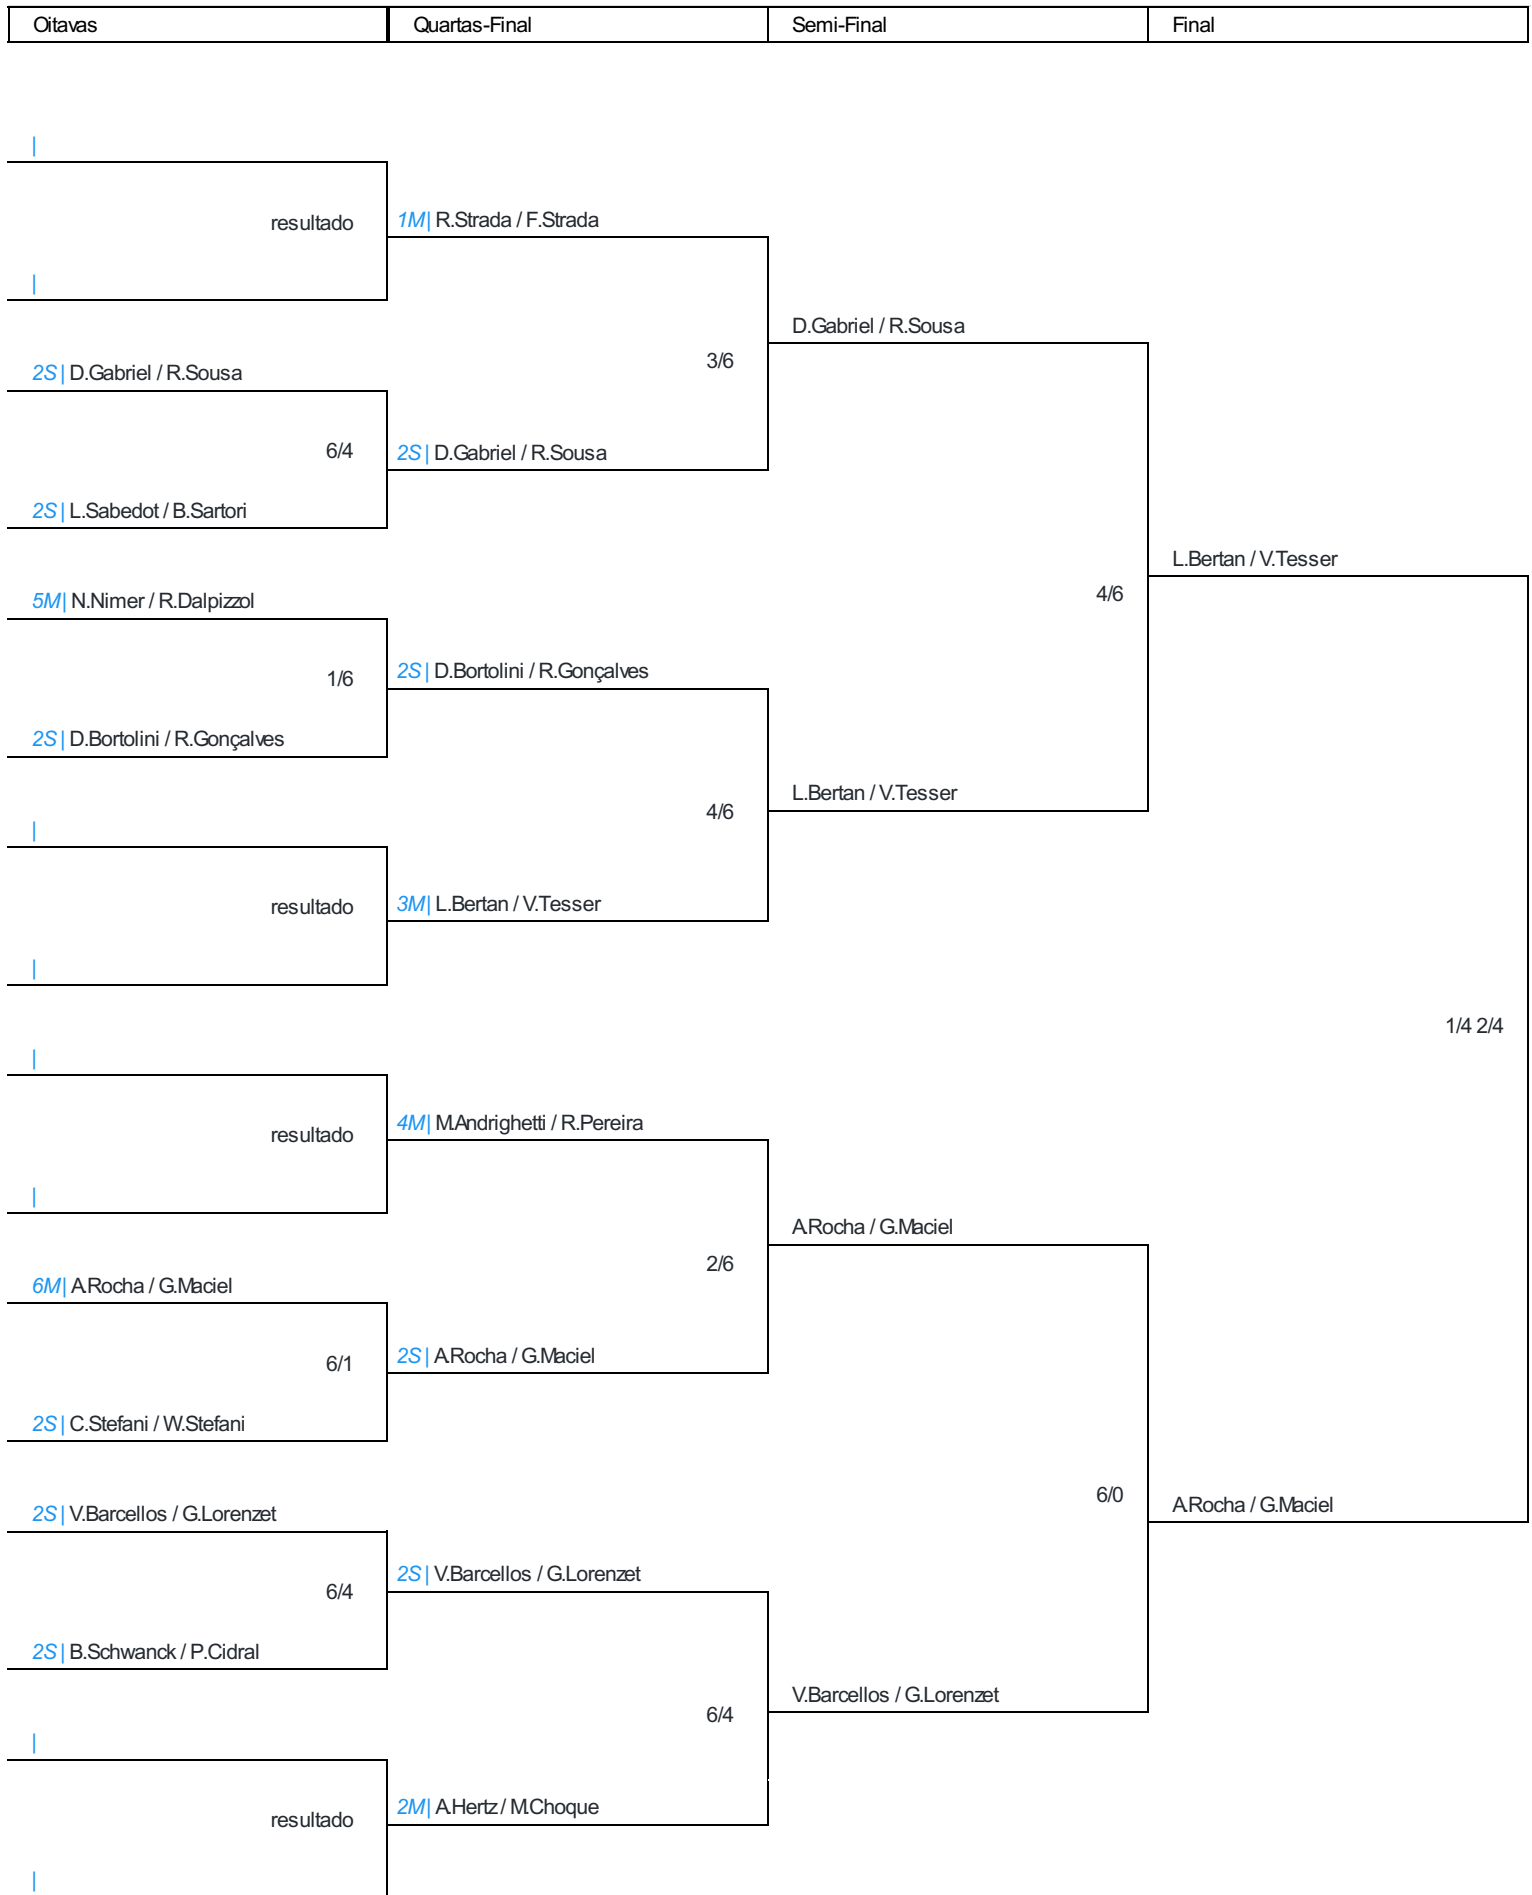 Oitavas Quartas-Final Semi-Final Final
|
resultado
1M| R.Strada / F.Strada
|
D.Gabriel / R.Sousa
3/6
2S| D.Gabriel / R.Sousa
6/4
2S| D.Gabriel / R.Sousa
2S| L.Sabedot / B.Sartori
L.Bertan / V.Tesser
4/6
5M| N.Nimer / R.Dalpizzol
1/6
2S| D.Bortolini / R.Gonçalves
2S| D.Bortolini / R.Gonçalves
L.Bertan / V.Tesser
4/6
|
resultado
3M| L.Bertan / V.Tesser
|
1/4 2/4
|
resultado
4M| M.Andrighetti / R.Pereira
|
A.Rocha / G.Maciel
2/6
6M| A.Rocha / G.Maciel
6/1
2S| A.Rocha / G.Maciel
2S| C.Stefani / W.Stefani
6/0
A.Rocha / G.Maciel
2S| V.Barcellos / G.Lorenzet
6/4
2S| V.Barcellos / G.Lorenzet
2S| B.Schwanck / P.Cidral
V.Barcellos / G.Lorenzet
6/4
|
resultado
2M| A.Hertz / M.Choque
|